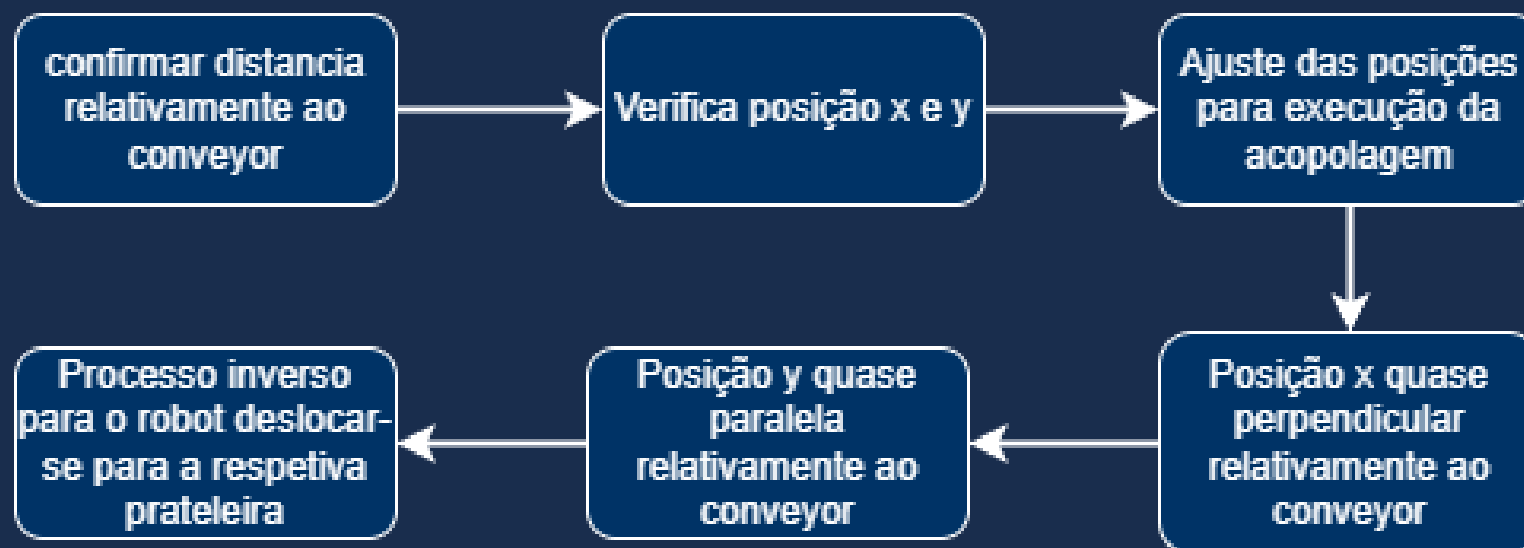 confirmar distancia
relativamente ao
conveyor
Verifica posição x e y
Ajuste das posições
para execução da
acopolagem
Posição x quase
perpendicular
relativamente ao
conveyor
Posição y quase
paralela
relativamente ao
conveyor
Processo inverso
para o robot deslocar-
se para a respetiva
prateleira